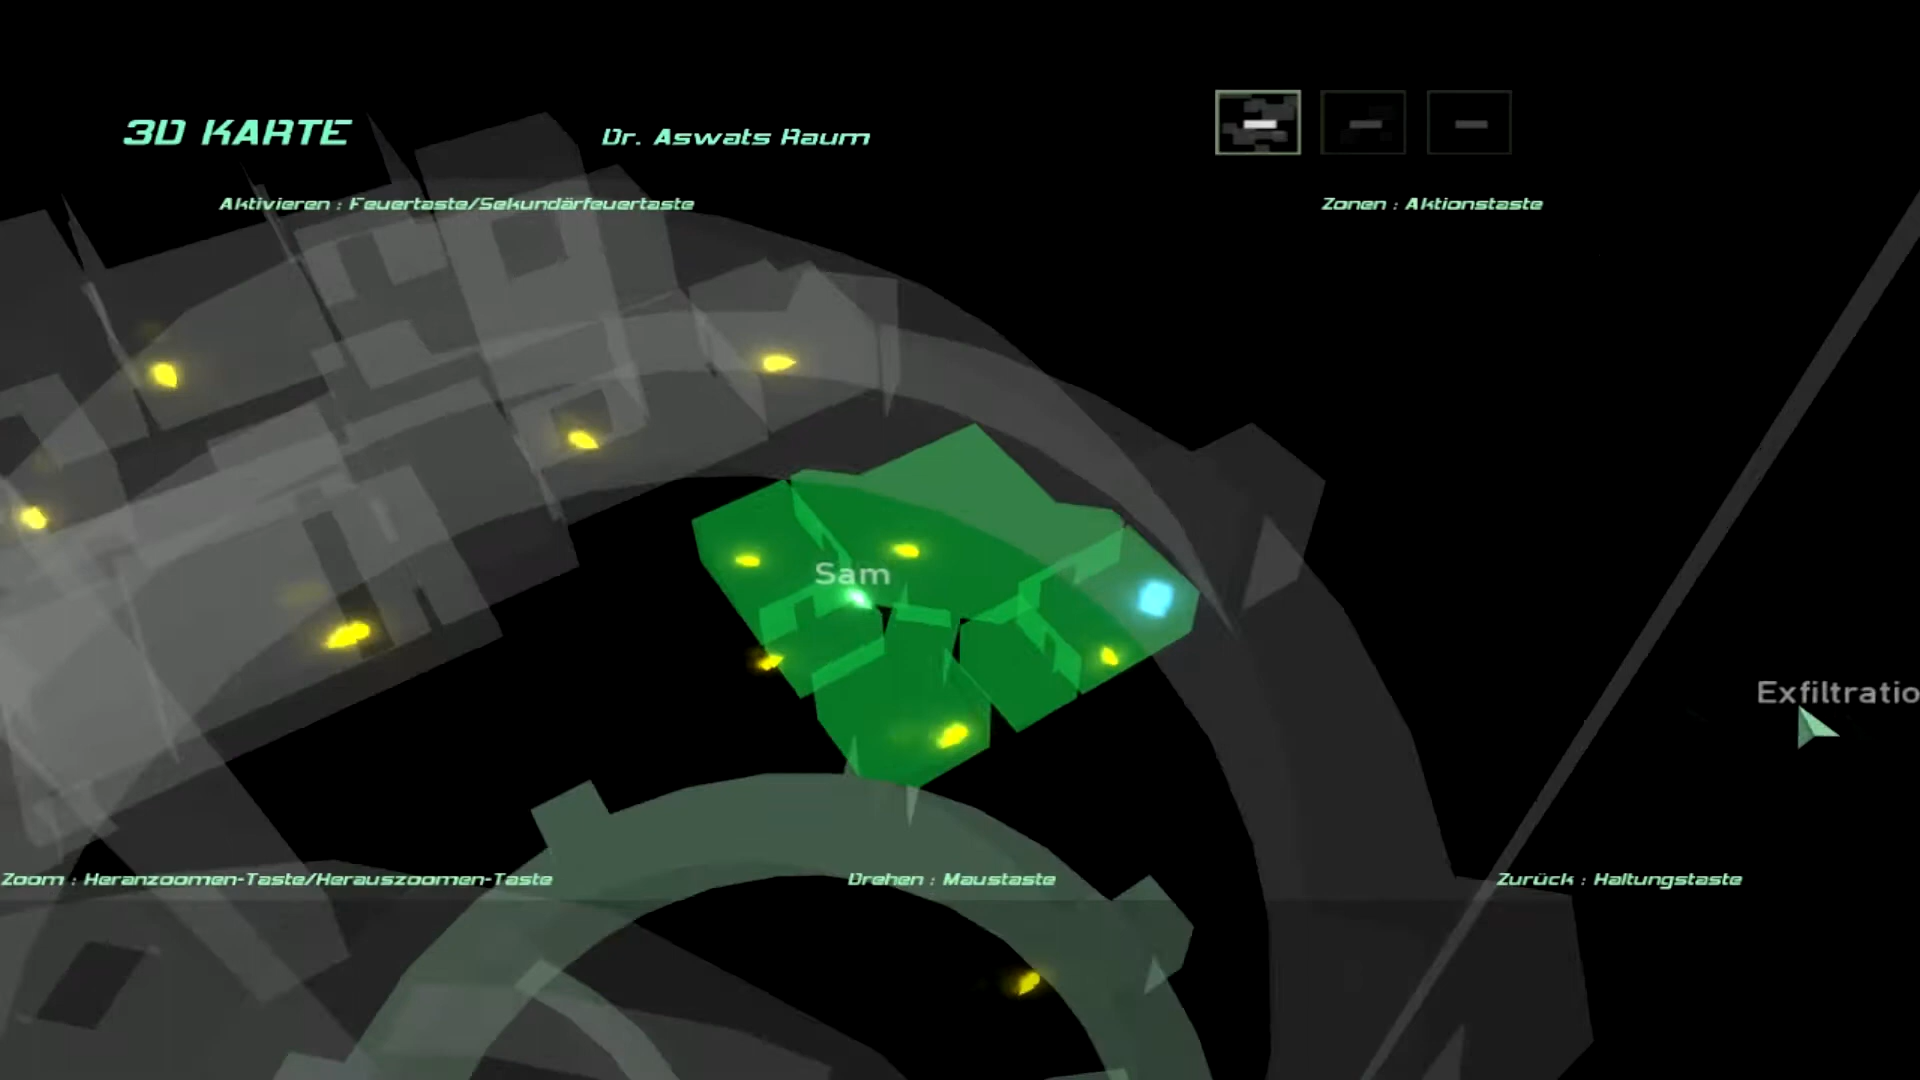 3D KARTE
Dr. Aswats Raum
Aktivieren : Feuertaste/Sekundärfeuertaste
Zonen : Aktionstaste
Sam
Exfiltratio
Zoom : Heranzoomen-Taste/Herauszoomen-Taste
Drehen : Maustaste
Zurück : Haltungstaste